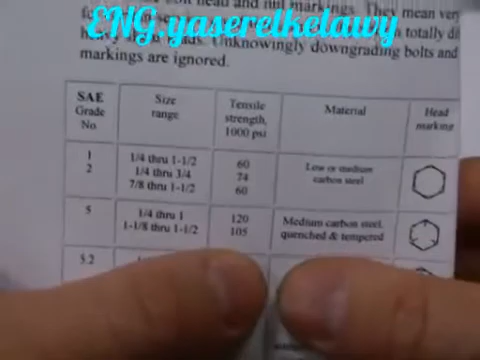 ENG.yaserelkelawy
head and nut markings. They mean very
totally di
Unknowingly downgrading bolts and
markings are ignored.
SAE Grade No | Size range | Tensile strength, 1000 psi | Material | Head marking
1 | 1/4 thru 1-1/2 | 60 | Low or medium carbon steel
2 | 1/4 thru 3/4 | 74
7/8 thru 1-1/2 | 60
5 | 1/4 thru 1 | 120 | Medium carbon steel, quenched & tempered
1-1/8 thru 1-1/2 | 105
5.2